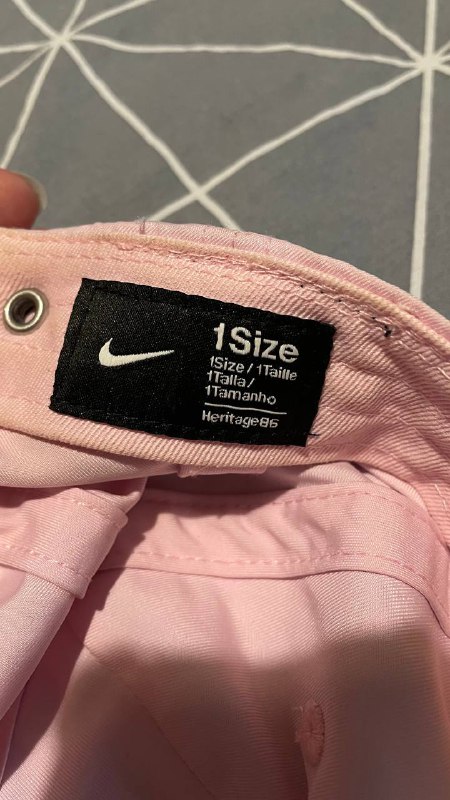 1Size
1Size / 1Taille
1Talla /
1Tamanho
Heritage86